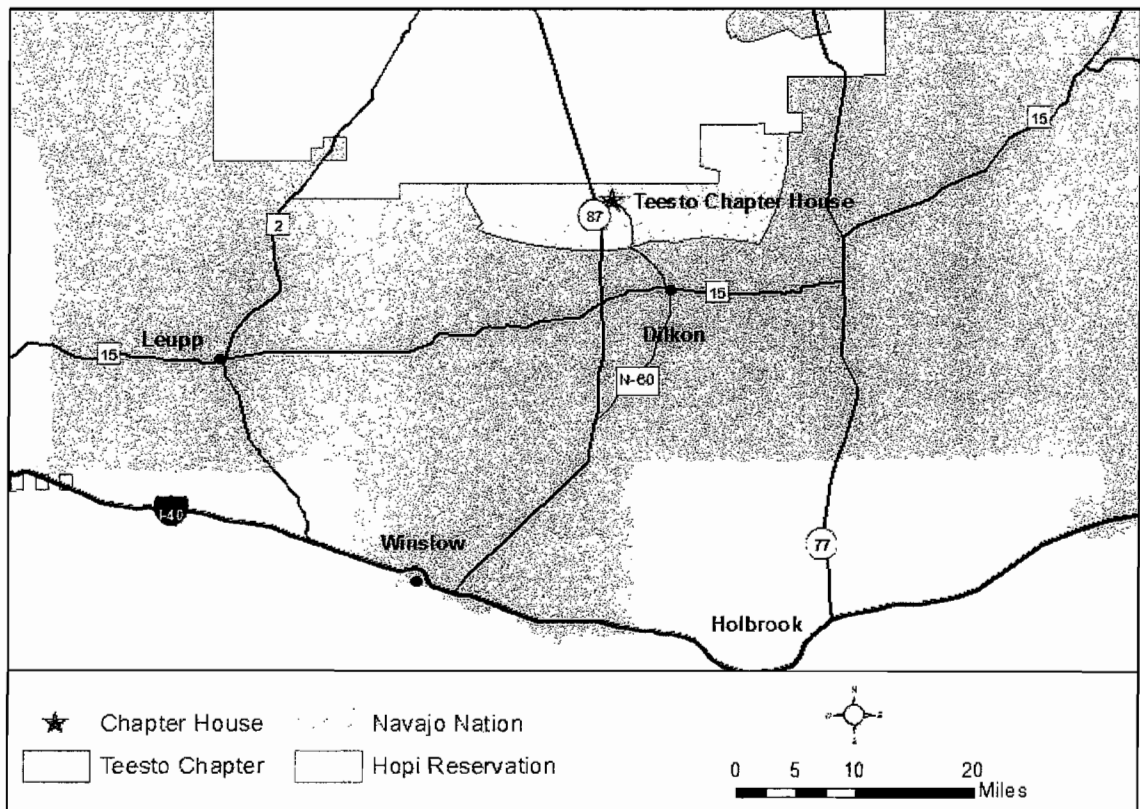 15
2
87
Teesto Chapter House
15
Dilkon
Leupp
15
N-60
I-40
Winslow
77
Holbrook
Chapter House
Navajo Nation
Teesto Chapter
Hopi Reservation
N
E
0 5 10 20
Miles